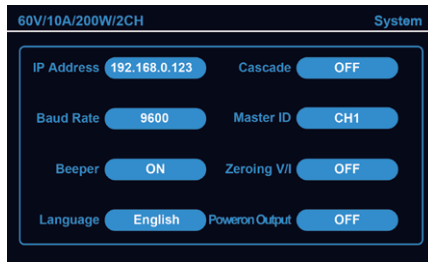 60V/10A/200W/2CH System
IP Address 192.168.0.123 Cascade OFF
Baud Rate 9600 Master ID CH1
Beeper ON Zeroing V/I OFF
Language English Poweron Output OFF